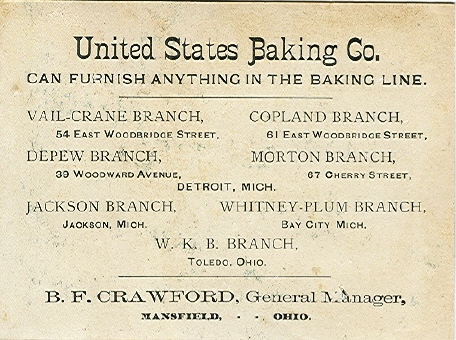 United States Baking Co.
CAN FURNISH ANYTHING IN THE BAKING LINE.
VAIL-CRANE BRANCH, COPLAND BRANCH,
54 EAST WOODBRIDGE STREET, 61 EAST WOODBRIDGE STREET,
DEPEW BRANCH, MORTON BRANCH,
39 WOODWARD AVENUE, 67 CHERRY STREET,
DETROIT, MICH.
JACKSON BRANCH, WHITNEY-PLUM BRANCH,
JACKSON, MICH. BAY CITY MICH.
W. K. B. BRANCH,
TOLEDO, OHIO.
B. F. CRAWFORD, General Manager,
MANSFIELD, - - OHIO.